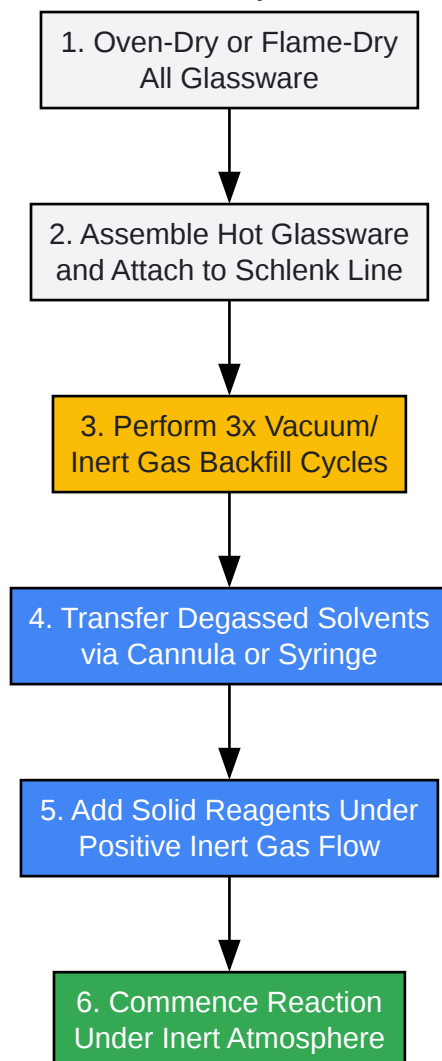 1. Oven-Dry or Flame-Dry
All Glassware
2. Assemble Hot Glassware
and Attach to Schlenk Line
3. Perform 3x Vacuum/
Inert Gas Backfill Cycles
4. Transfer Degassed Solvents
via Cannula or Syringe
5. Add Solid Reagents Under
Positive Inert Gas Flow
6. Commence Reaction
Under Inert Atmosphere